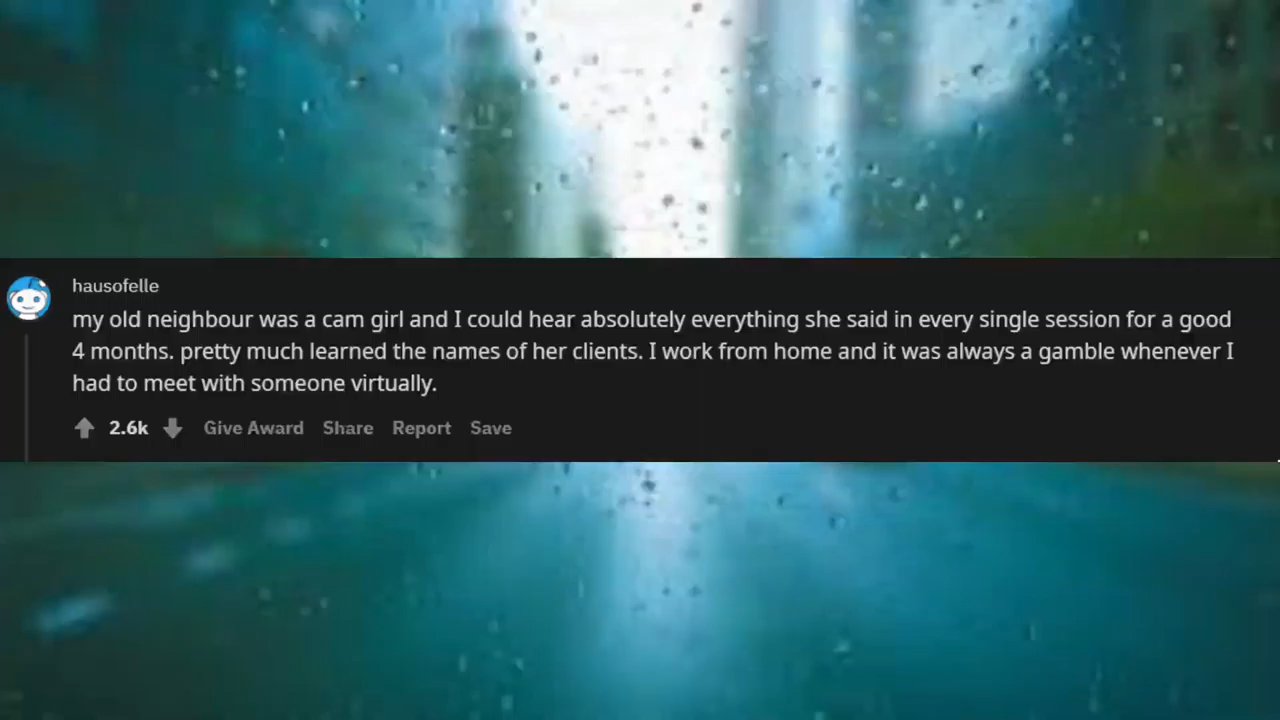 hausofelle
my old neighbour was a cam girl and I could hear absolutely everything she said in every single session for a good
4 months. pretty much learned the names of her clients. I work from home and it was always a gamble whenever I
had to meet with someone virtually.
2.6k Give Award Share Report Save